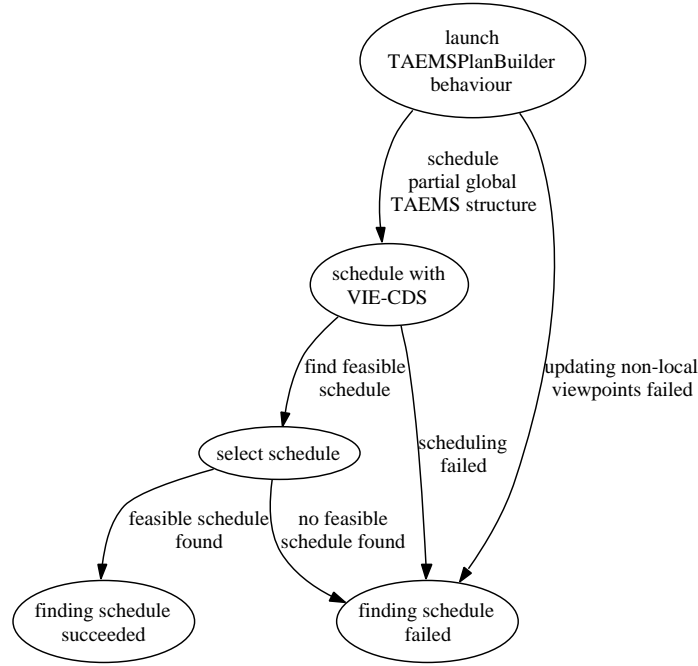 launch
TAEMSPlanBuilder
behaviour
schedule
partial global
TAEMS structure
schedule with
VIE-CDS
find feasible
schedule
updating non-local
viewpoints failed
scheduling
failed
select schedule
feasible schedule
found
no feasible
schedule found
finding schedule
succeeded
finding schedule
failed